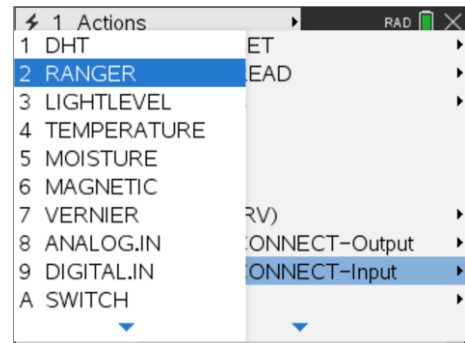 1 Actions RAD
1 DHT ET
2 RANGER EAD
3 LIGHTLEVEL
4 TEMPERATURE
5 MOISTURE
6 MAGNETIC
7 VERNIER RV)
8 ANALOG.IN ONNECT-Output
9 DIGITAL.IN ONNECT-Input
A SWITCH